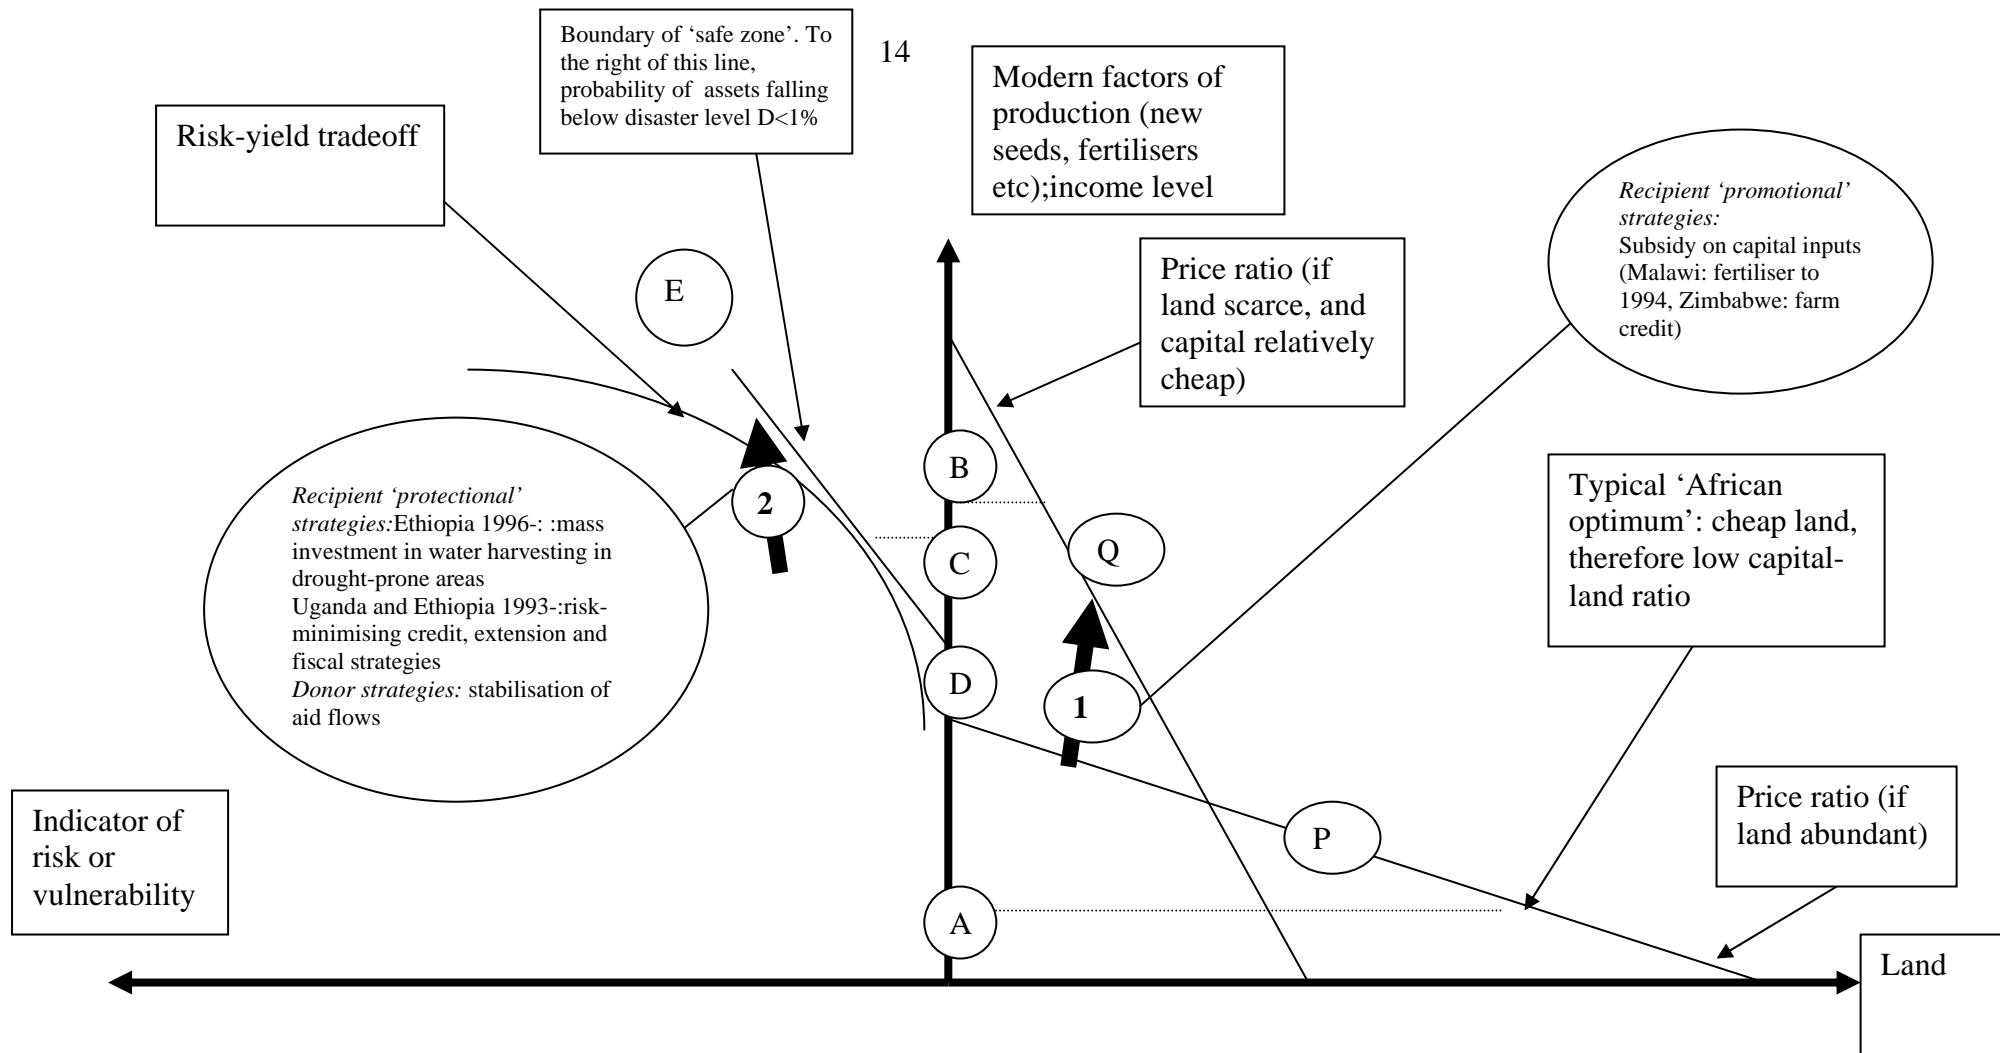 Boundary of ‘safe zone’. To
the right of this line,
probability of  assets falling
below disaster level D<1%
14
Modern factors of
production (new
seeds, fertilisers
etc);income level
Risk-yield tradeoff
Recipient ‘promotional’
strategies:
Subsidy on capital inputs
(Malawi: fertiliser to
1994, Zimbabwe: farm
credit)
Price ratio (if
land scarce, and
capital relatively
cheap)
E
B
Typical ‘African
optimum’: cheap land,
therefore low capital-
land ratio
2
Recipient ‘protectional’
strategies:Ethiopia 1996-: :mass
investment in water harvesting in
drought-prone areas
Uganda and Ethiopia 1993-:risk-
minimising credit, extension and
fiscal strategies
Donor strategies: stabilisation of
aid flows
C
Q
D
1
Indicator of
risk or
vulnerability
P
Price ratio (if
land abundant)
A
Land